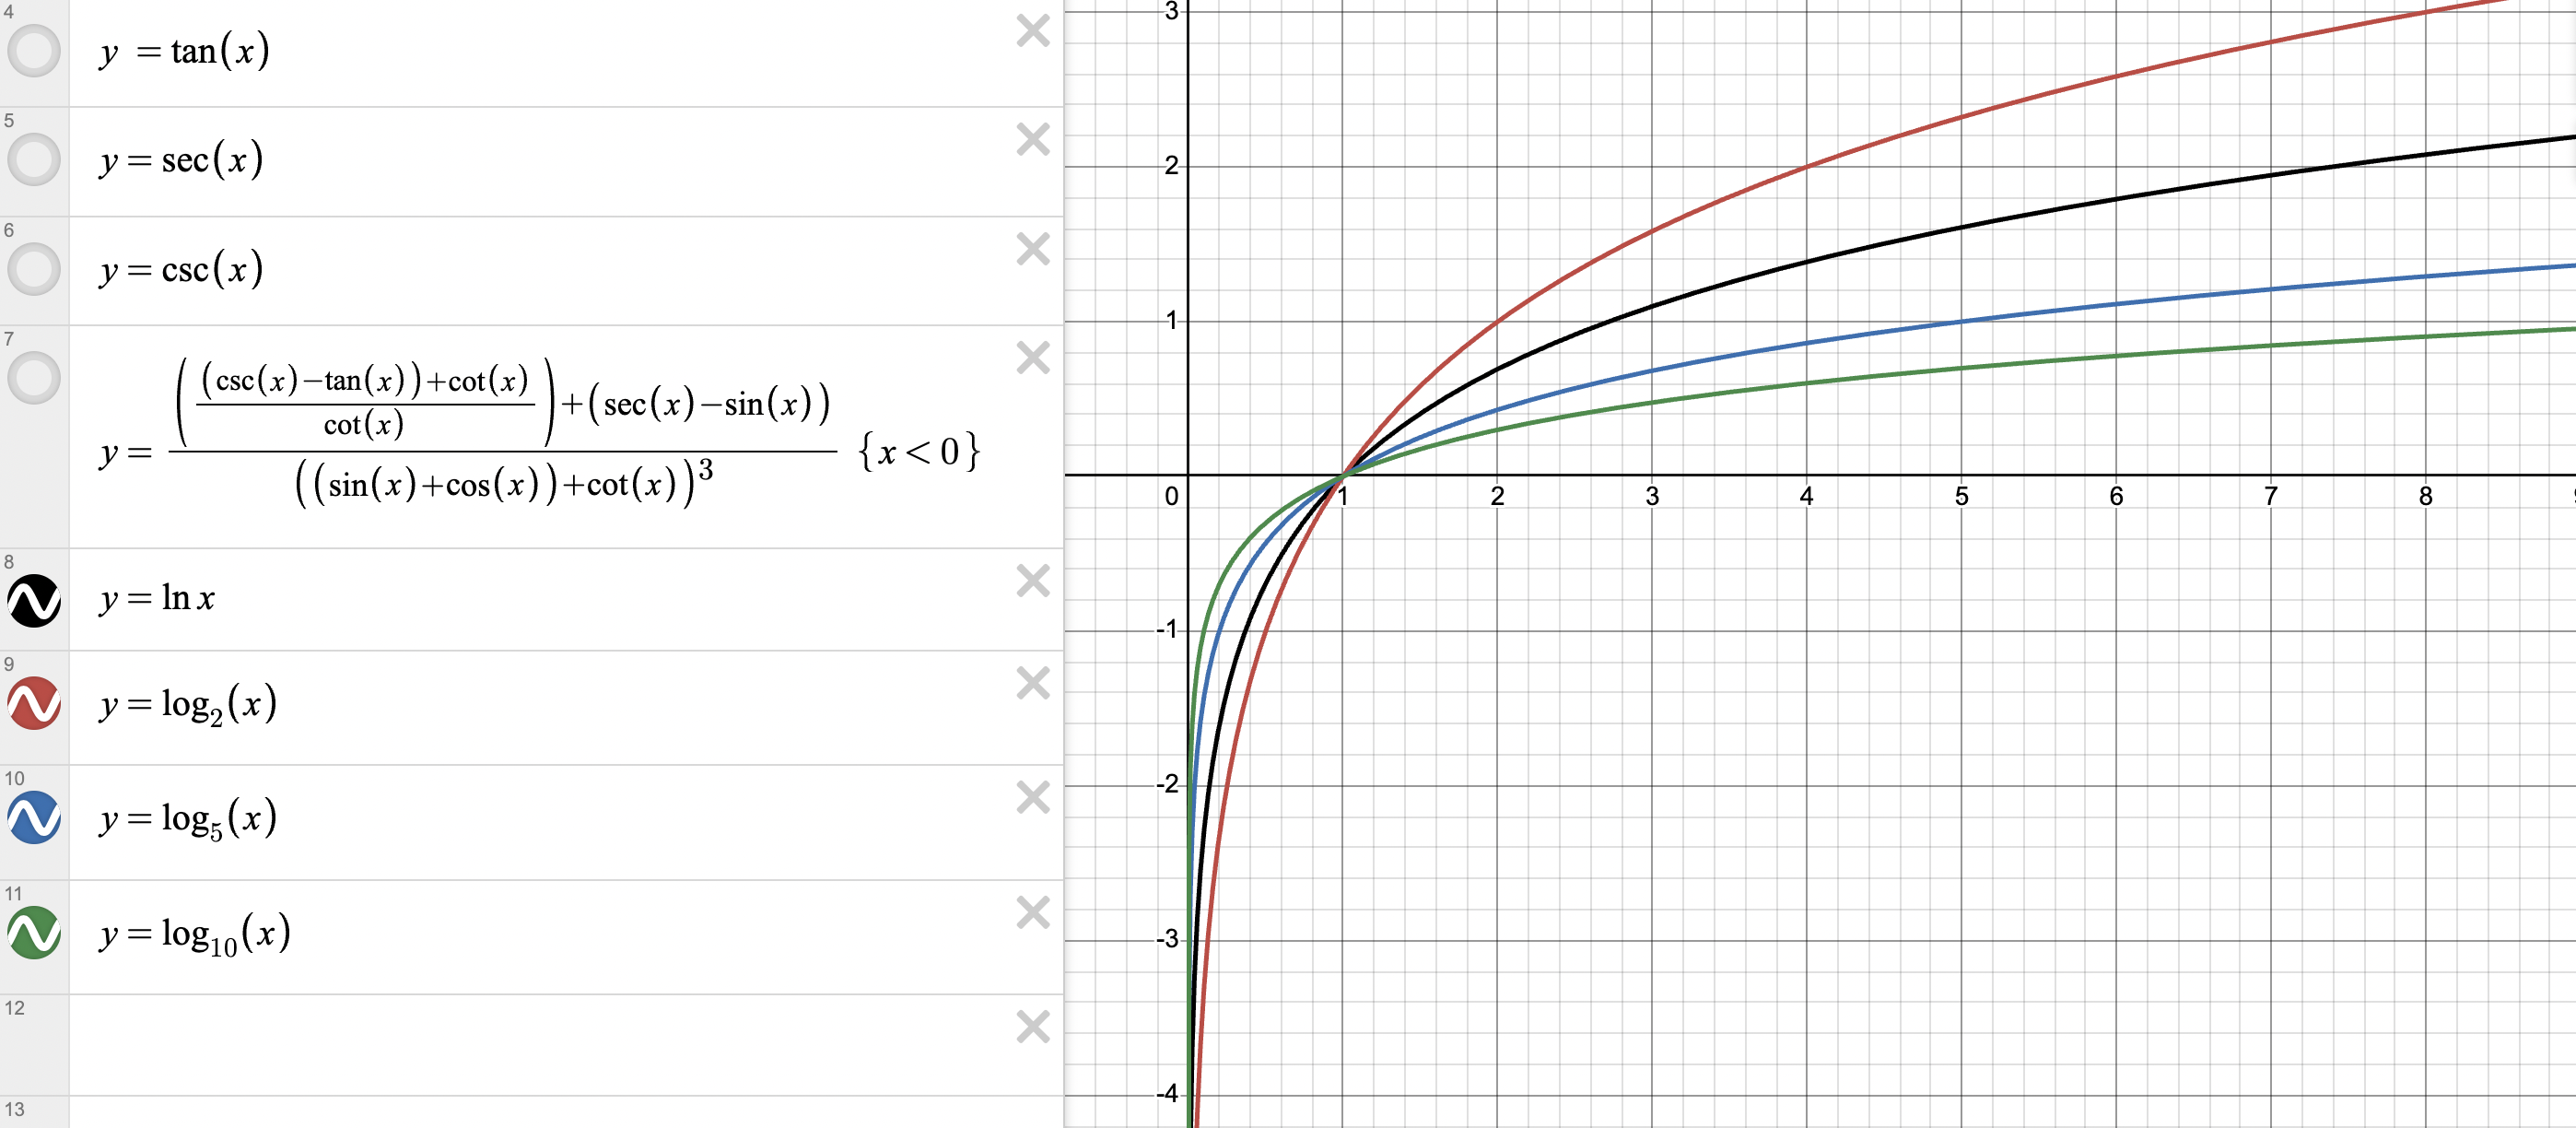 4
y = tan(x)
5
y = sec(x)
6
y = csc(x)
7
y = (((csc(x)−tan(x))+cot(x))/cot(x))+(sec(x)−sin(x))/((sin(x)+cos(x))+cot(x))³ {x<0}
8
y = ln x
9
y = log₂(x)
10
y = log₅(x)
11
y = log₁₀(x)
12
13
3
2
1
0 1 2 3 4 5 6 7 8
-1
-2
-3
-4